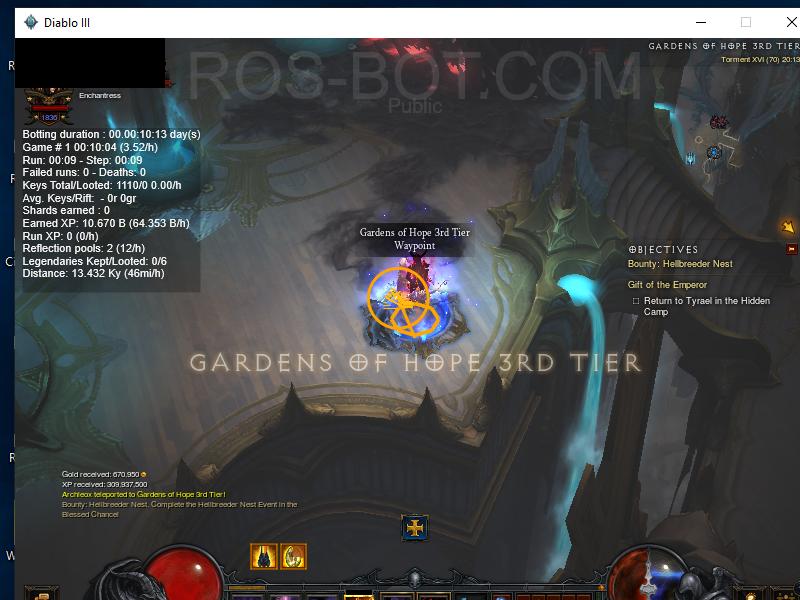 Diablo III
GARDENS OF HOPE 3RD TIER
Torment XVI (70) 20:13
ROS-BOT.COM
Public
Enchantress
1836
Botting duration : 00.00:10:13 day(s)
Game # 1 00:10:04 (3.52/h)
Run: 00:09 - Step: 00:09
Failed runs: 0 - Deaths: 0
Keys Total/Looted: 1110/0 0.00/h
Avg. Keys/Rift: - 0r 0gr
Shards earned : 0
Earned XP: 10.670 B (64.353 B/h)
Run XP: 0 (0/h)
Reflection pools: 2 (12/h)
Legendaries Kept/Looted: 0/6
Distance: 13.432 Ky (46mi/h)
Gardens of Hope 3rd Tier
Waypoint
OBJECTIVES
Bounty: Hellbreeder Nest
Gift of the Emperor
Return to Tyrael in the Hidden
Camp
GARDENS OF HOPE 3RD TIER
Gold received: 670,950
XP received: 309,937,500
Archleox teleported to Gardens of Hope 3rd Tier!
Bounty: Hellbreeder Nest. Complete the Hellbreeder Nest Event in the
Blessed Chancel